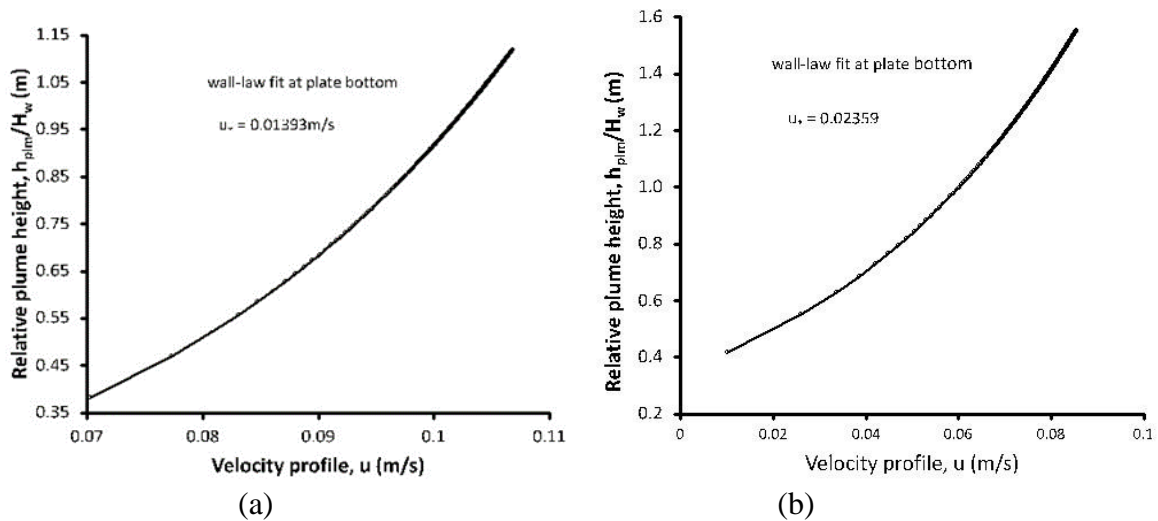 1.15
1.05
0.95
0.85
0.75
0.65
0.55
0.45
0.35
Relative plume height, hplm/Hw (m)
wall-law fit at plate bottom
u* = 0.01393m/s
0.07
0.08
0.09
0.1
0.11
Velocity profile, u (m/s)
(a)
1.6
1.4
1.2
1.0
0.8
0.6
0.4
0.2
Relative plume height, hplm/Hw (m)
wall-law fit at plate bottom
u* = 0.02359
0
0.02
0.04
0.06
0.08
0.1
Velocity profile, u (m/s)
(b)